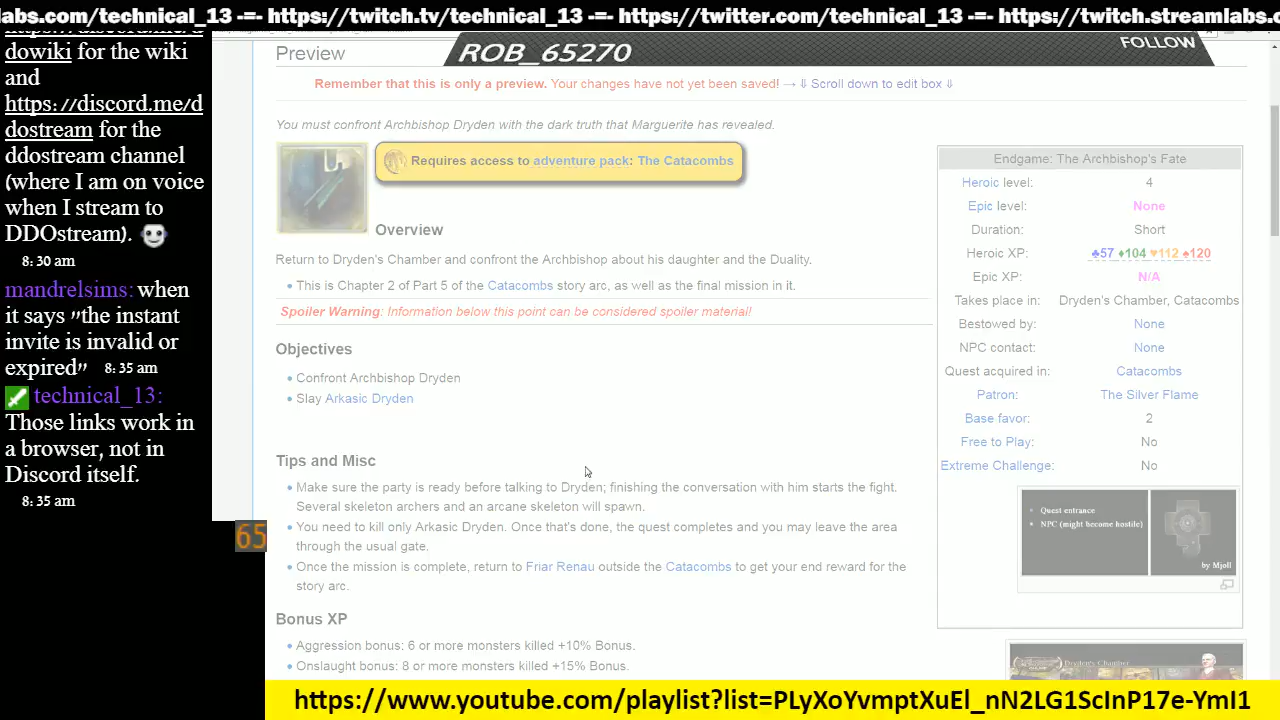 labs.com/technical_13 -=- https://twitch.tv/technical_13 -=- https://twitter.com/technical_13 -=- https://twitch.streamlabs.c
https://discord.me/d
dowiki for the wiki
and
https://discord.me/d
dostream for the
ddostream channel
(where I am on voice
when I stream to
DDOstream).
8:30 am
mandrelsims: when
it says "the instant
invite is invalid or
expired" 8:35 am
technical_13:
Those links work in
a browser, not in
Discord itself.
8:35 am
65
ROB_65270
FOLLOW
Preview
Remember that this is only a preview. Your changes have not yet been saved! → ⇩ Scroll down to edit box ⇩
You must confront Archbishop Dryden with the dark truth that Marguerite has revealed.
Requires access to adventure pack: The Catacombs
Overview
Return to Dryden's Chamber and confront the Archbishop about his daughter and the Duality.
• This is Chapter 2 of Part 5 of the Catacombs story arc, as well as the final mission in it.
Spoiler Warning: Information below this point can be considered spoiler material!
Objectives
• Confront Archbishop Dryden
• Slay Arkasic Dryden
Tips and Misc
• Make sure the party is ready before talking to Dryden; finishing the conversation with him starts the fight.
Several skeleton archers and an arcane skeleton will spawn.
• You need to kill only Arkasic Dryden. Once that's done, the quest completes and you may leave the area
through the usual gate.
• Once the mission is complete, return to Friar Renau outside the Catacombs to get your end reward for the
story arc.
Bonus XP
• Aggression bonus: 6 or more monsters killed +10% Bonus.
• Onslaught bonus: 8 or more monsters killed +15% Bonus.
Endgame: The Archbishop's Fate
Heroic level: 4
Epic level: None
Duration: Short
Heroic XP: ♣57 ♦104 ♥112 ♠120
Epic XP: N/A
Takes place in: Dryden's Chamber, Catacombs
Bestowed by: None
NPC contact: None
Quest acquired in: Catacombs
Patron: The Silver Flame
Base favor: 2
Free to Play: No
Extreme Challenge: No
• Quest entrance
• NPC (might become hostile)
by Mjoll
Dryden's Chamber
https://www.youtube.com/playlist?list=PLyXoYvmptXuEl_nN2LG1ScInP17e-YmI1